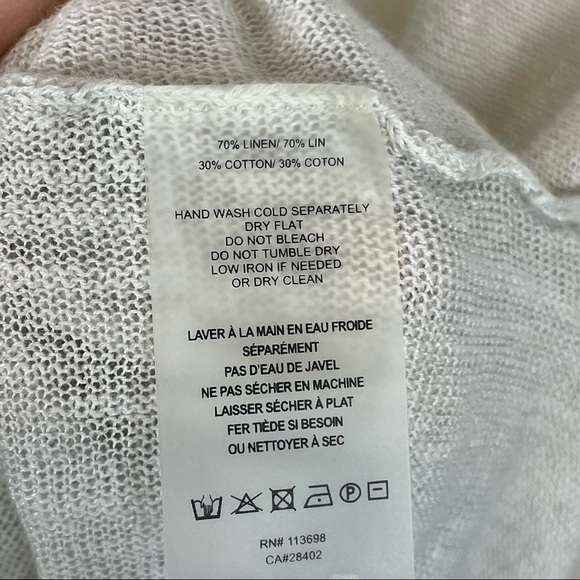 70% LINEN/ 70% LIN
30% COTTON/ 30% COTON
HAND WASH COLD SEPARATELY
DRY FLAT
DO NOT BLEACH
DO NOT TUMBLE DRY
LOW IRON IF NEEDED
OR DRY CLEAN
LAVER À LA MAIN EN EAU FROIDE
SÉPARÉMENT
PAS D'EAU DE JAVEL
NE PAS SÉCHER EN MACHINE
LAISSER SÉCHER À PLAT
FER TIÈDE SI BESOIN
OU NETTOYER À SEC
P
RN# 113698
CA#28402